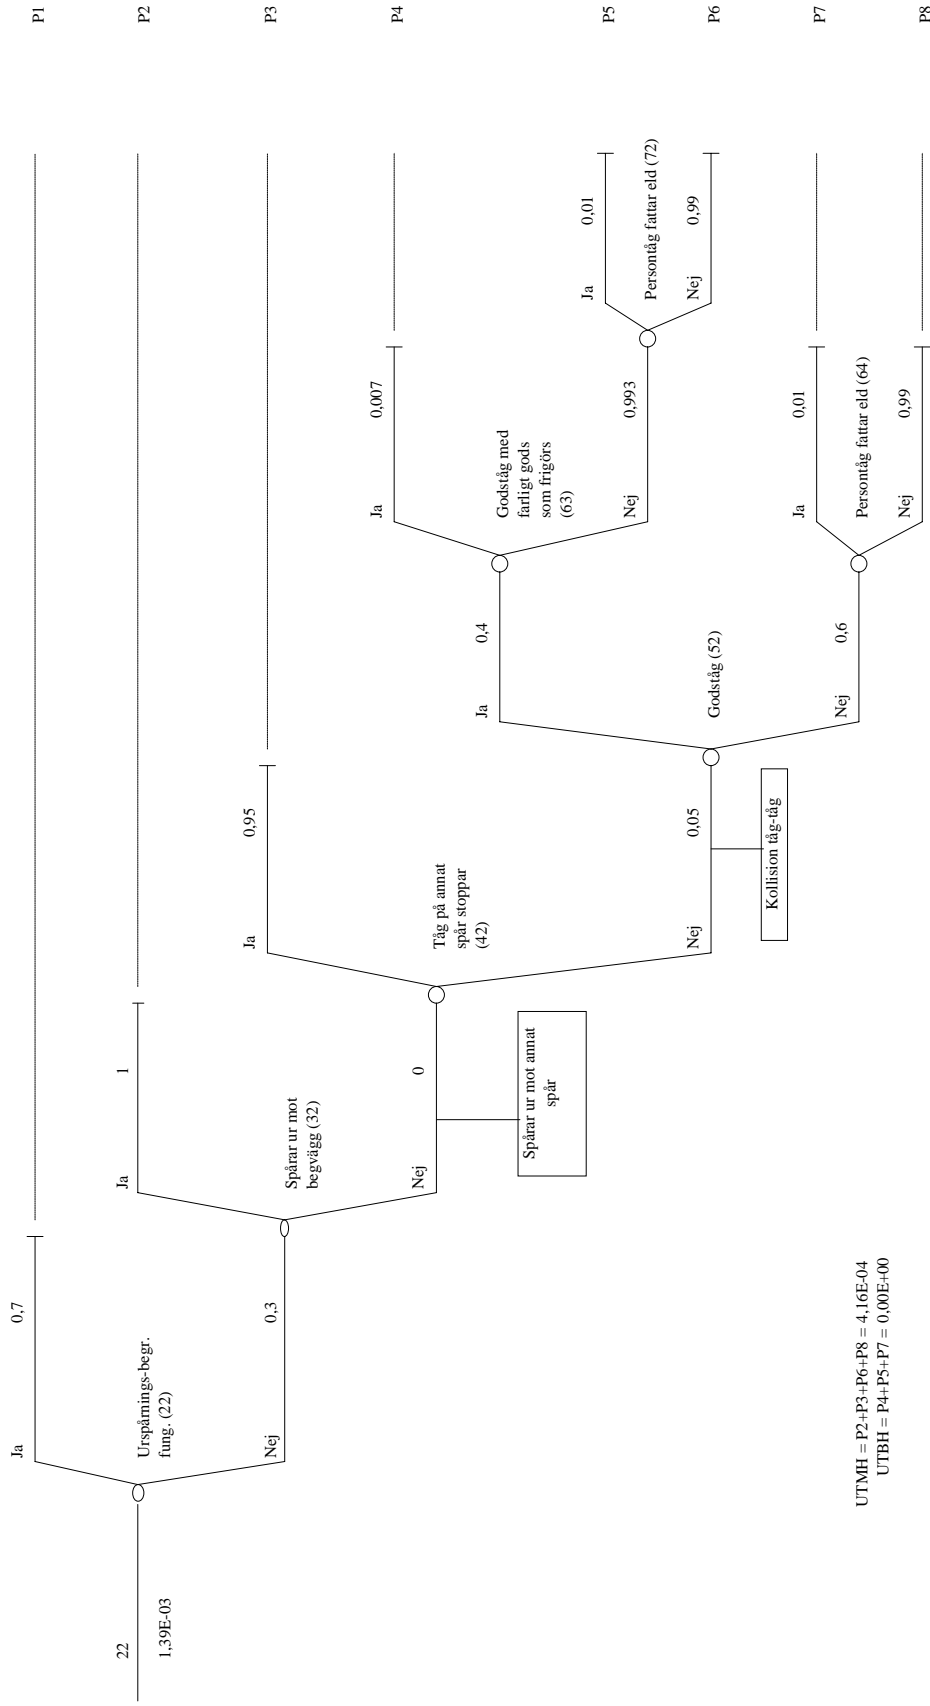 22
1,39E-03
Ja
0,7
Urspårnings-begr.
fung. (22)
Nej
0,3
Ja
1
Spårar ur mot
begvägg (32)
Nej
0
Spårar ur mot annat
spår
Ja
0,95
Tåg på annat
spår stoppar
(42)
Nej
0,05
Kollision tåg-tåg
Ja
0,4
Godståg (52)
Nej
0,6
Ja
0,007
Godståg med
farligt gods
som frigörs
(63)
Nej
0,993
Ja
0,01
Persontåg fattar eld (64)
Nej
0,99
Ja
0,01
Persontåg fattar eld (72)
Nej
0,99
P1
P2
P3
P4
P5
P6
P7
P8
UTMH = P2+P3+P6+P8 = 4,16E-04
UTBH = P4+P5+P7 = 0,00E+00